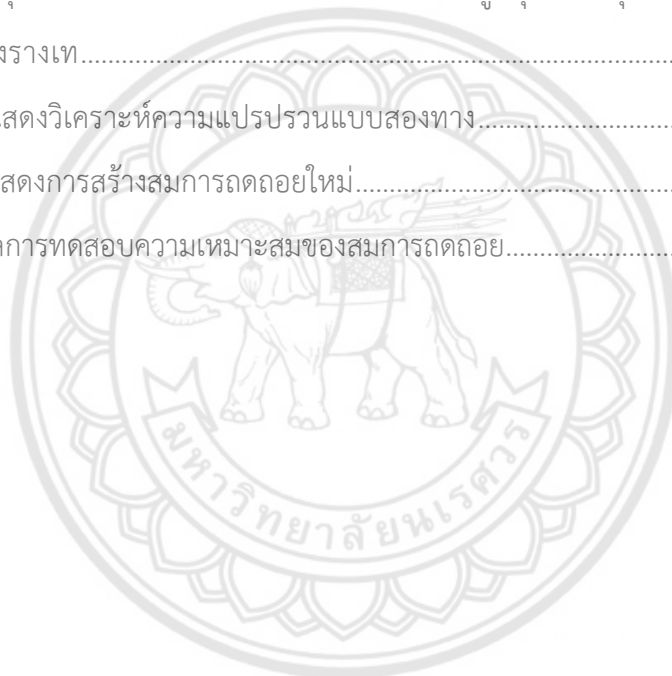 งรางเท
สดงวิเคราะห์ความแปรปรวนแบบสองทาง
สดงการสร้างสมการถดถอยใหม่
การทดสอบความเหมาะสมของสมการถดถอย
มหาวิทยาลัยนเรศวร